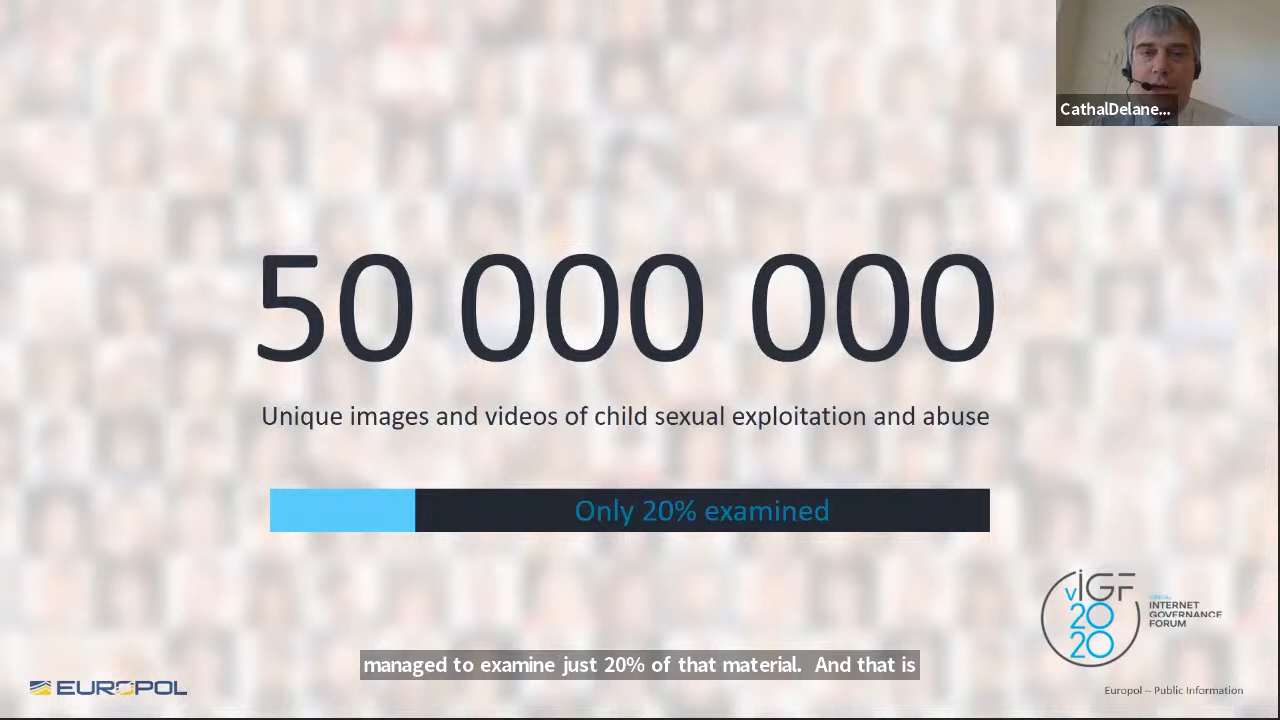 CathalDelane...
50 000 000
Unique images and videos of child sexual exploitation and abuse
Only 20% examined
vIGF
2020
INTERNET
GOVERNANCE
FORUM
managed to examine just 20% of that material.  And that is
EUROPOL
Europol – Public Information